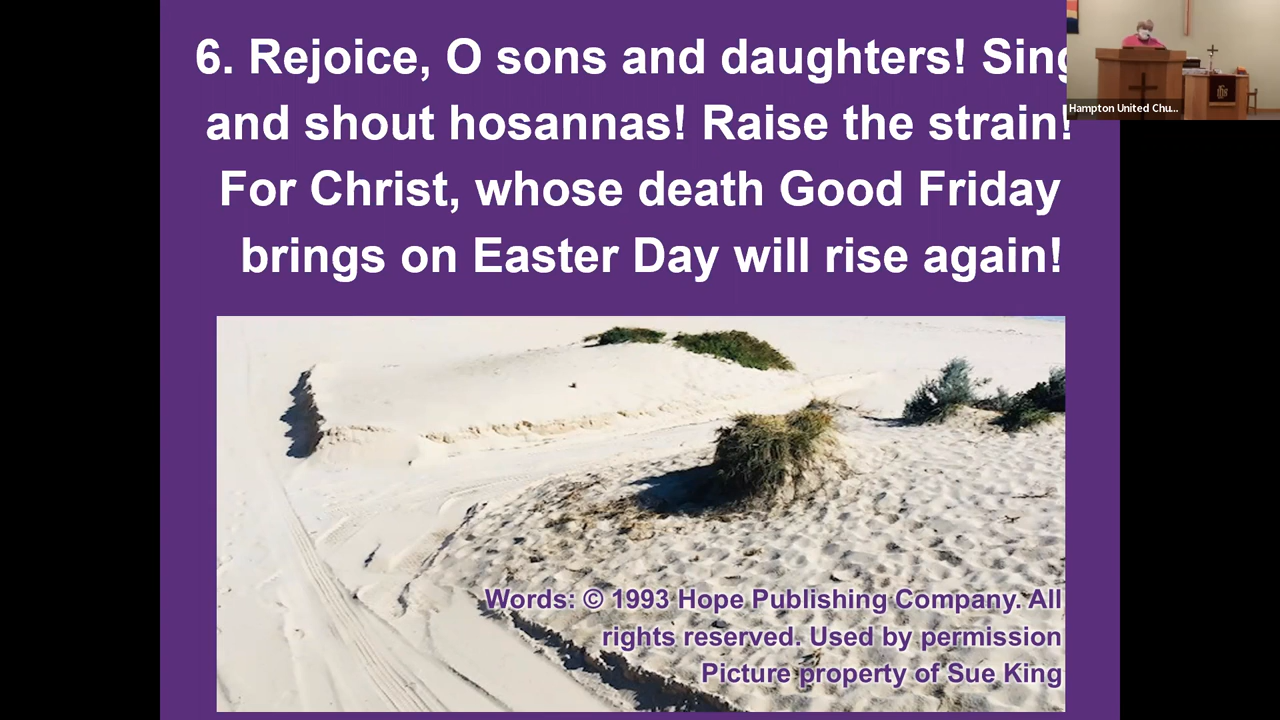 6. Rejoice, O sons and daughters! Sing
and shout hosannas! Raise the strain!
For Christ, whose death Good Friday
brings on Easter Day will rise again!
Hampton United Chu...
Words: © 1993 Hope Publishing Company. All
rights reserved. Used by permission
Picture property of Sue King